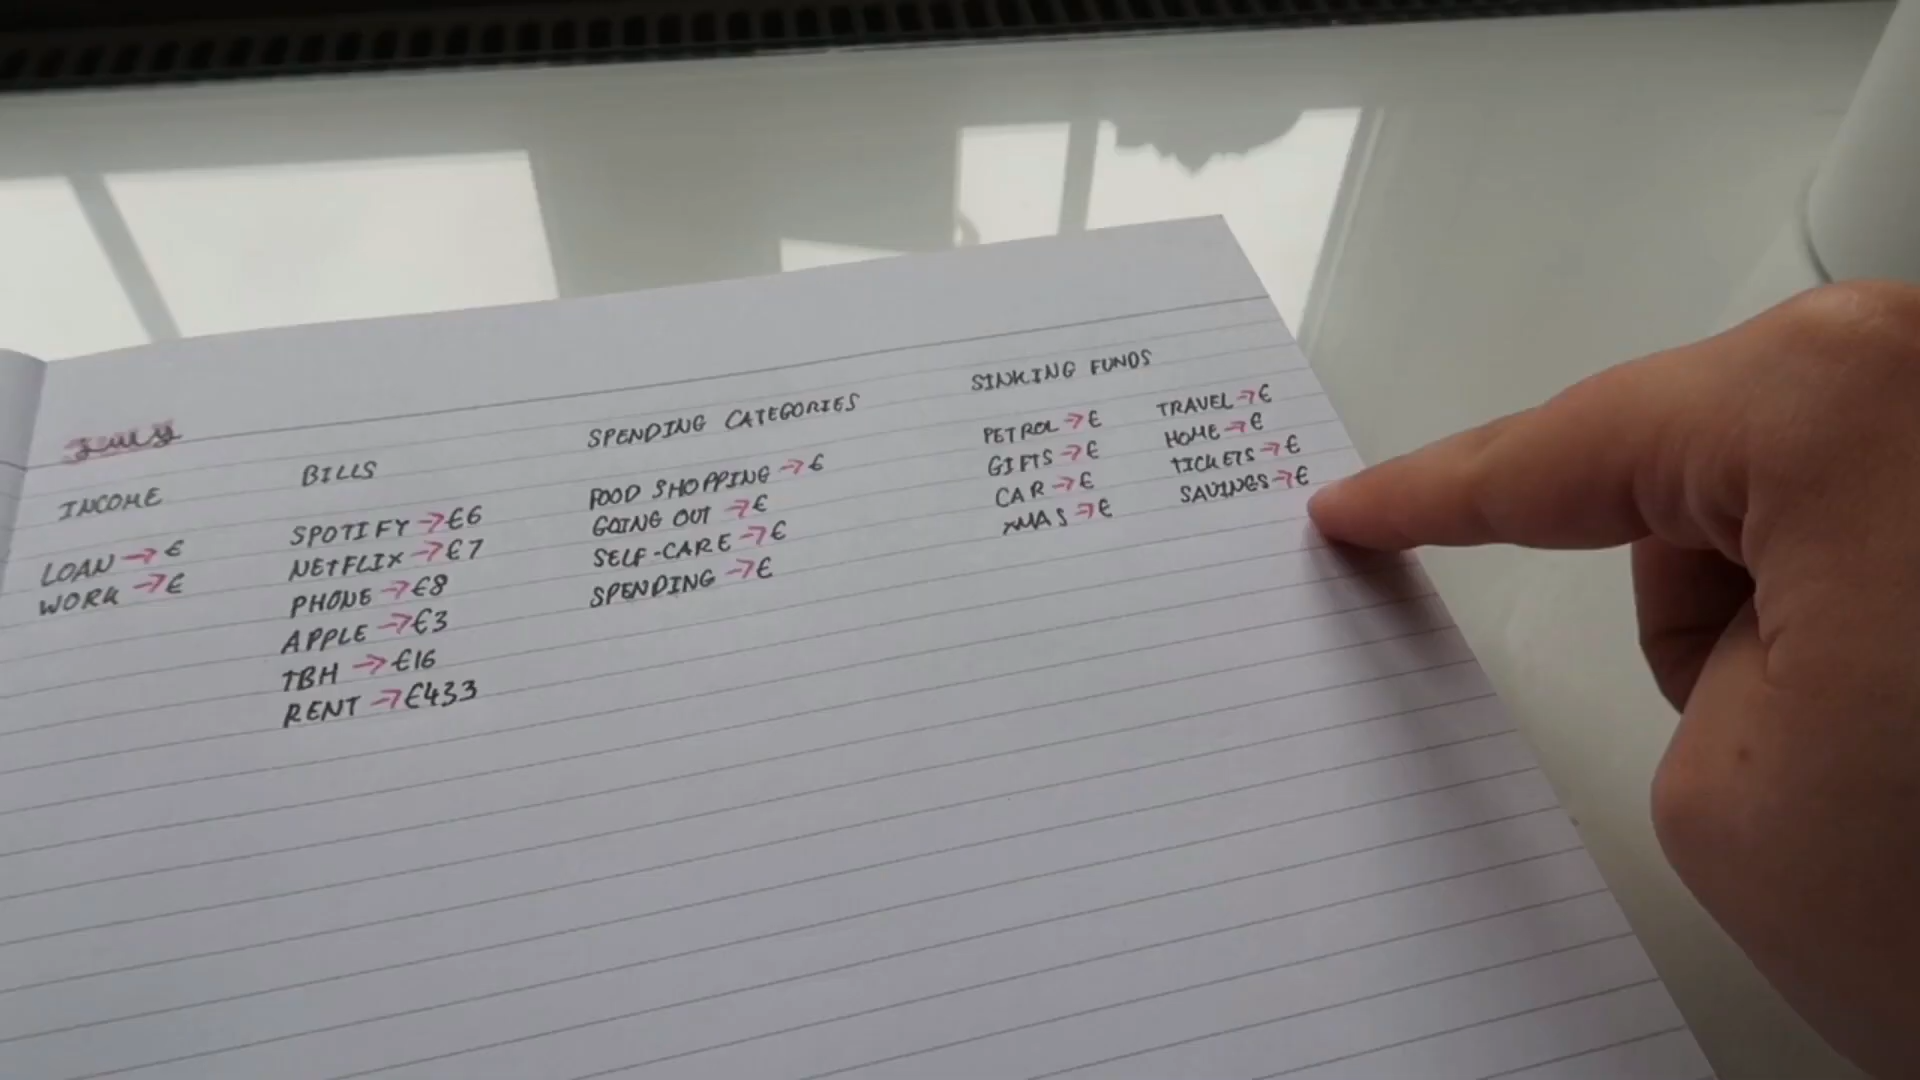 July
INCOME
LOAN → €
WORK → €
BILLS
SPOTIFY → €6
NETFLIX → €7
PHONE → €8
APPLE → €3
TBH → €16
RENT → €433
SPENDING CATEGORIES
FOOD SHOPPING → €
GOING OUT → €
SELF-CARE → €
SPENDING → €
SINKING FUNDS
PETROL → €
GIFTS → €
CAR → €
XMAS → €
TRAVEL → €
HOME → €
TICKETS → €
SAVINGS → €